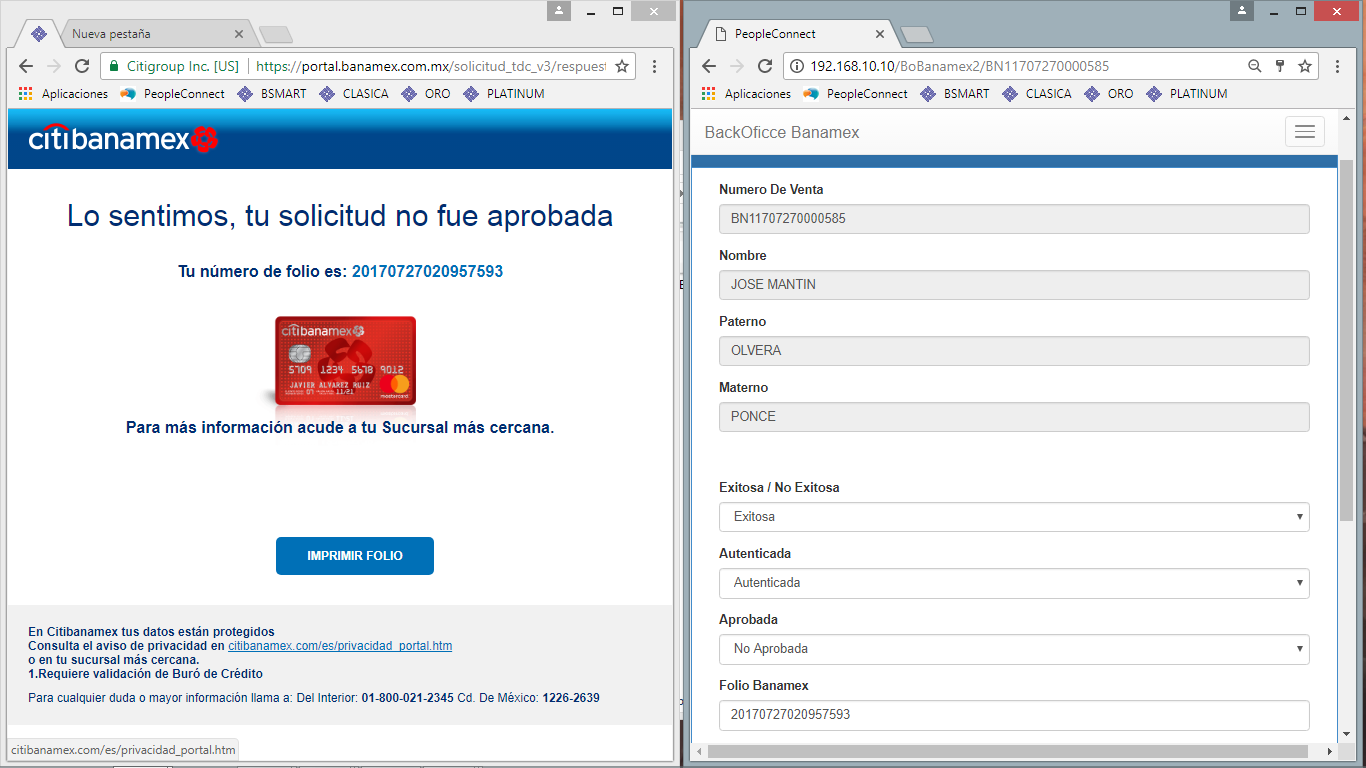 Nueva pestaña
Citigroup Inc. [US]
https://portal.banamex.com.mx/solicitud_tdc_v3/respues
Aplicaciones
PeopleConnect
BSMART
CLASICA
ORO
PLATINUM
citibanamex
Lo sentimos, tu solicitud no fue aprobada
Tu número de folio es: 20170727020957593
citibanamex
5709 1234 5678 9012
JAVIER ALVAREZ RUIZ
07 11/21
mastercard
Para más información acude a tu Sucursal más cercana.
IMPRIMIR FOLIO
En Citibanamex tus datos están protegidos
Consulta el aviso de privacidad en citibanamex.com/es/privacidad_portal.htm
o en tu sucursal más cercana.
1.Requiere validación de Buró de Crédito
Para cualquier duda o mayor información llama a: Del Interior: 01-800-021-2345 Cd. De México: 1226-2639
citibanamex.com/es/privacidad_portal.htm
PeopleConnect
192.168.10.10/BoBanamex2/BN11707270000585
Aplicaciones
PeopleConnect
BSMART
CLASICA
ORO
PLATINUM
BackOficce Banamex
Numero De Venta
BN11707270000585
Nombre
JOSE MANTIN
Paterno
OLVERA
Materno
PONCE
Exitosa / No Exitosa
Exitosa
Autenticada
Autenticada
Aprobada
No Aprobada
Folio Banamex
20170727020957593